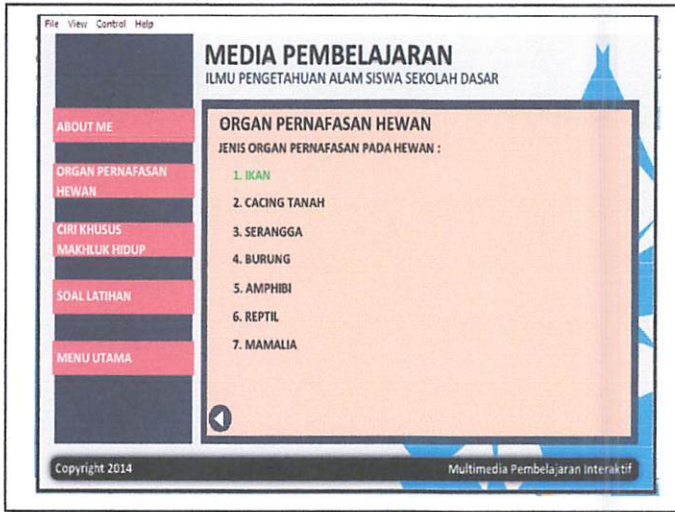 File View Control Help
MEDIA PEMBELAJARAN
ILMU PENGETAHUAN ALAM SISWA SEKOLAH DASAR
ABOUT ME
ORGAN PERNAFASAN
HEWAN
CIRI KHUSUS
MAKHLUK HIDUP
SOAL LATIHAN
MENU UTAMA
ORGAN PERNAFASAN HEWAN
JENIS ORGAN PERNAFASAN PADA HEWAN :
1. IKAN
2. CACING TANAH
3. SERANGGA
4. BURUNG
5. AMPHIBI
6. REPTIL
7. MAMALIA
Copyright 2014
Multimedia Pembelajaran Interaktif